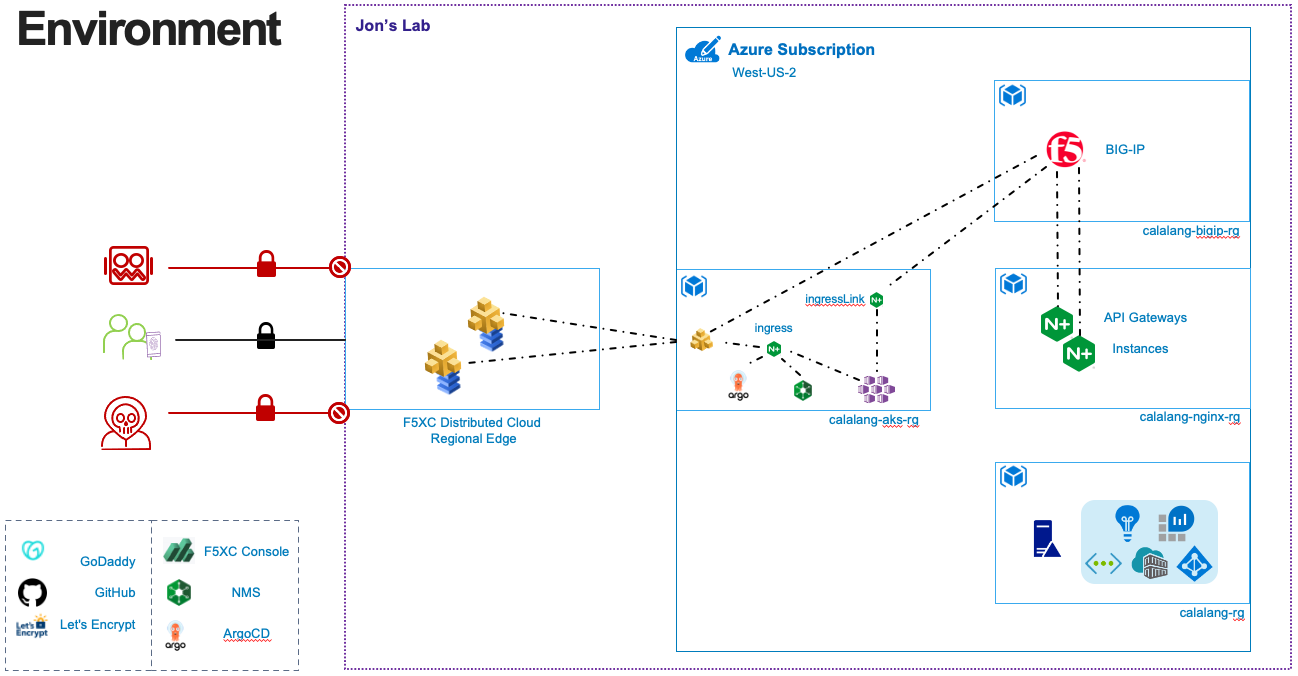 Environment
Jon's Lab
Azure
Azure Subscription
West-US-2
f5
BIG-IP
calalang-bigip-rg
ingressLink
N+
ingress
N+
argo
calalang-aks-rg
N+
API Gateways
N+
Instances
calalang-nginx-rg
F5XC Distributed Cloud
Regional Edge
calalang-rg
GoDaddy
GitHub
Let's Encrypt
Let's Encrypt
F5XC Console
NMS
argo
ArgoCD